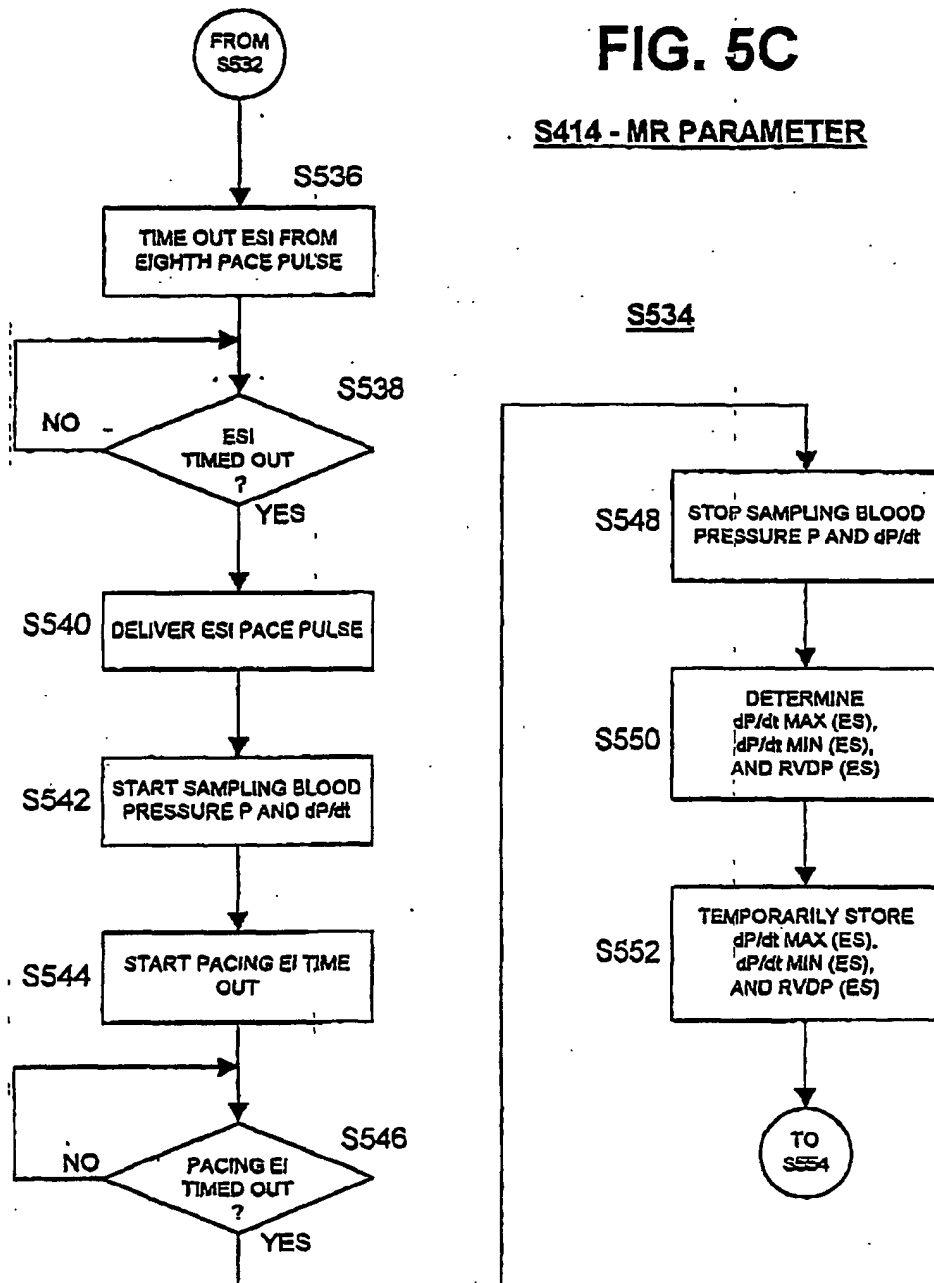 FROM
S532
FIG. 5C
S414 - MR PARAMETER
S536
TIME OUT ESI FROM
EIGHTH PACE PULSE
S538
NO
ESI
TIMED OUT
?
YES
S540
DELIVER ESI PACE PULSE
S542
START SAMPLING BLOOD
PRESSURE P AND dP/dt
S544
START PACING EI TIME
OUT
S546
NO
PACING EI
TIMED OUT
?
YES
S534
S548
STOP SAMPLING BLOOD
PRESSURE P AND dP/dt
S550
DETERMINE
dP/dt MAX (ES),
dP/dt MIN (ES),
AND RVDP (ES)
S552
TEMPORARILY STORE
dP/dt MAX (ES),
dP/dt MIN (ES),
AND RVDP (ES)
TO
S554